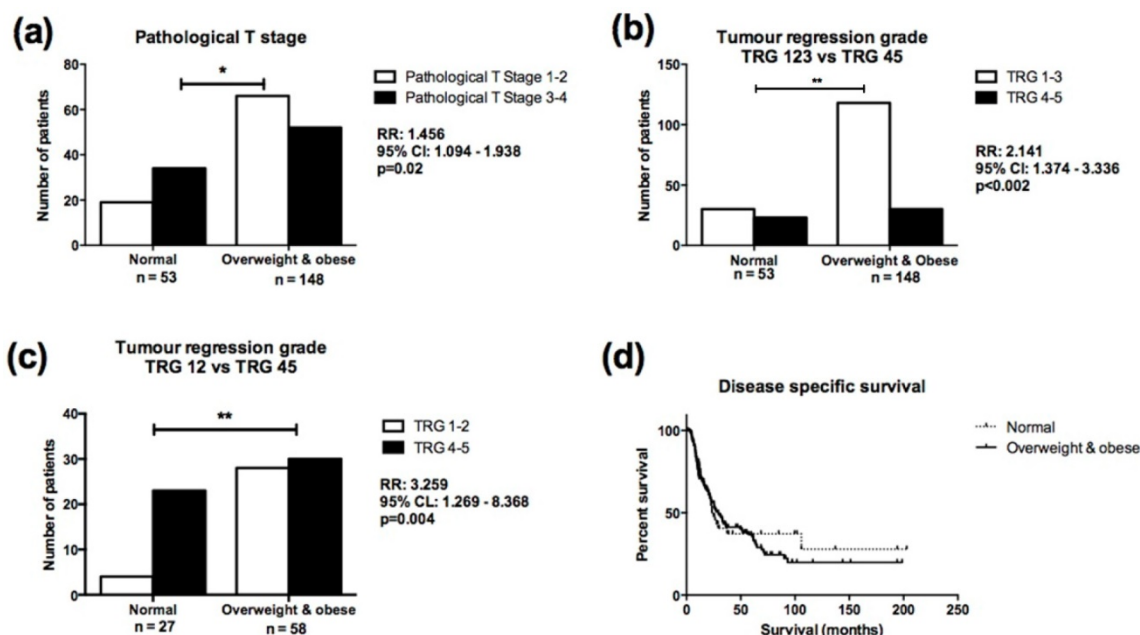 (a)
Pathological T stage
Number of patients
80
60
40
20
0
*
Pathological T Stage 1-2
Pathological T Stage 3-4
RR: 1.456
95% CI: 1.094 - 1.938
p=0.02
Normal
n = 53
Overweight & obese
n = 148
(b)
Tumour regression grade
TRG 123 vs TRG 45
Number of patients
150
100
50
0
**
TRG 1-3
TRG 4-5
RR: 2.141
95% CI: 1.374 - 3.336
p<0.002
Normal
n = 53
Overweight & Obese
n = 148
(c)
Tumour regression grade
TRG 12 vs TRG 45
Number of patients
40
30
20
10
0
**
TRG 1-2
TRG 4-5
RR: 3.259
95% CL: 1.269 - 8.368
p=0.004
Normal
n = 27
Overweight & obese
n = 58
(d)
Disease specific survival
Percent survival
100
50
0
Normal
Overweight & obese
0 50 100 150 200 250
Survival (months)